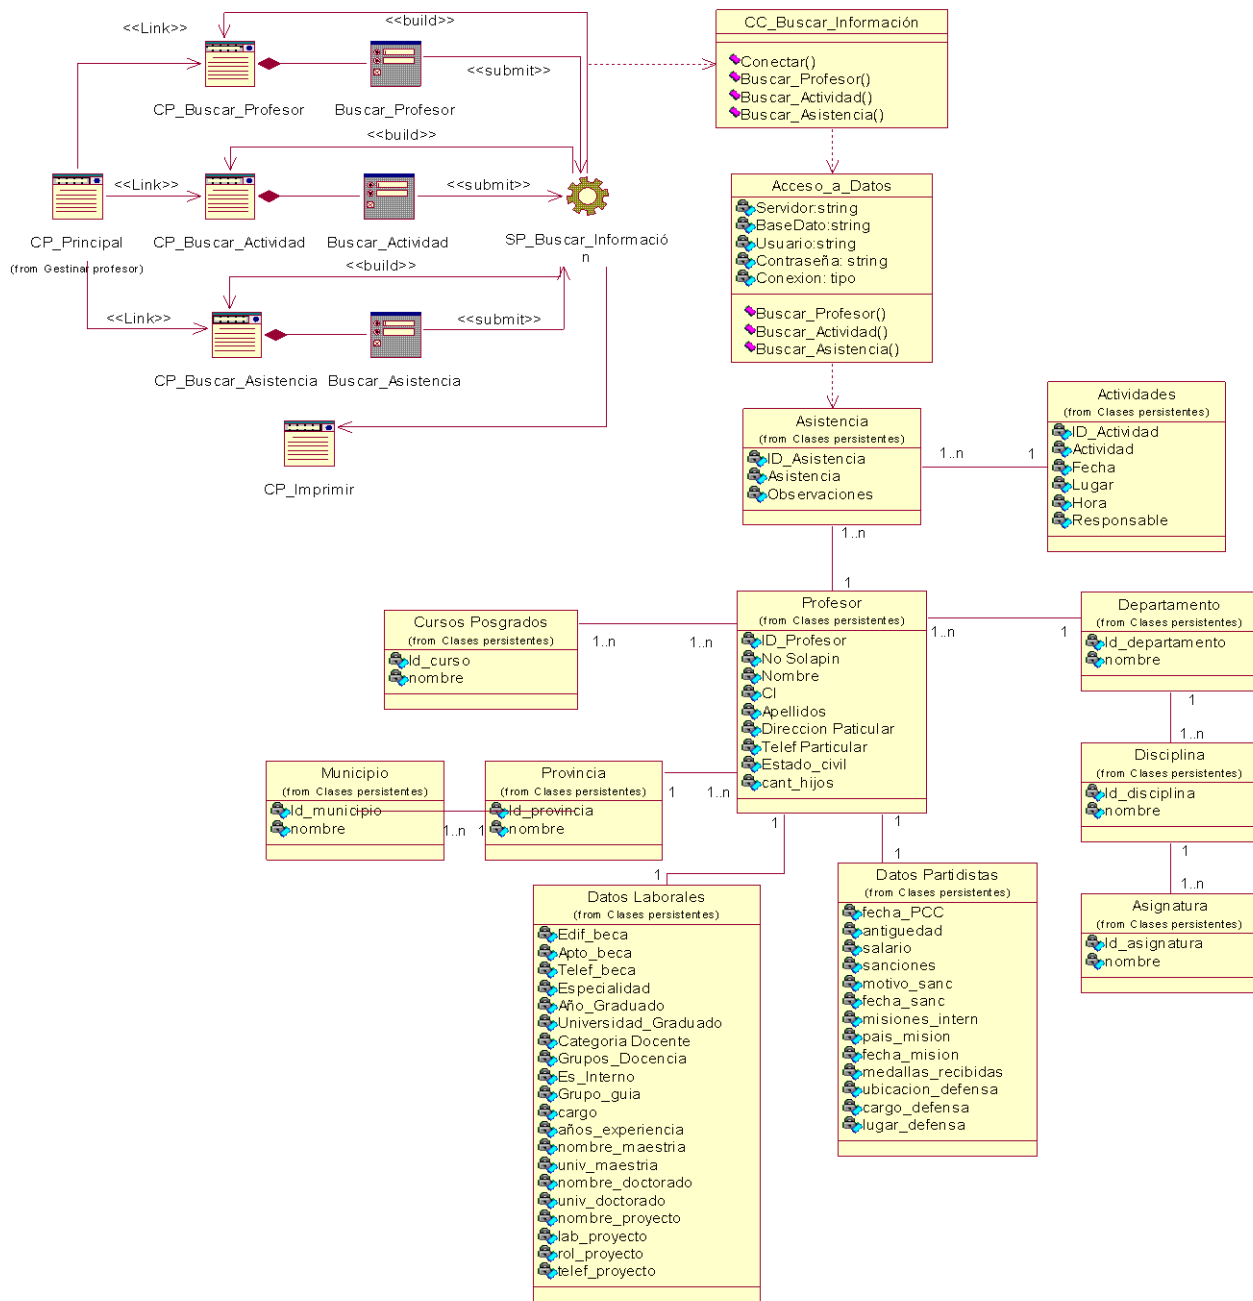 <<build>>
<<Link>>
<<submit>>
CP_Buscar_Profesor
Buscar_Profesor
<<build>>
<<Link>>
<<submit>>
CP_Principal
(from Gestinar profesor)
CP_Buscar_Actividad
Buscar_Actividad
SP_Buscar_Informació
n
<<build>>
<<Link>>
<<submit>>
CP_Buscar_Asistencia
Buscar_Asistencia
CP_Imprimir
CC_Buscar_Información
Conectar()
Buscar_Profesor()
Buscar_Actividad()
Buscar_Asistencia()
Acceso_a_Datos
Servidor:string
BaseDato:string
Usuario:string
Contraseña: string
Conexion: tipo
Buscar_Profesor()
Buscar_Actividad()
Buscar_Asistencia()
Asistencia
(from Clases persistentes)
ID_Asistencia
Asistencia
Observaciones
1..n
1
Actividades
(from Clases persistentes)
ID_Actividad
Actividad
Fecha
Lugar
Hora
Responsable
1..n
1
Cursos Posgrados
(from Clases persistentes)
Id_curso
nombre
1..n
1..n
Profesor
(from Clases persistentes)
ID_Profesor
No Solapin
Nombre
CI
Apellidos
Direccion Paticular
Telef Particular
Estado_civil
cant_hijos
1..n
1
Departamento
(from Clases persistentes)
Id_departamento
nombre
1
1..n
Disciplina
(from Clases persistentes)
Id_disciplina
nombre
1
1..n
Asignatura
(from Clases persistentes)
Id_asignatura
nombre
Municipio
(from Clases persistentes)
Id_municipio
nombre
1..n
1
Provincia
(from Clases persistentes)
Id_provincia
nombre
1
1..n
1
1
1
1
Datos Laborales
(from Clases persistentes)
Edif_beca
Apto_beca
Telef_beca
Especialidad
Año_Graduado
Universidad_Graduado
Categoria Docente
Grupos_Docencia
Es_Interno
Grupo_guia
cargo
años_experiencia
nombre_maestria
univ_maestria
nombre_doctorado
univ_doctorado
nombre_proyecto
lab_proyecto
rol_proyecto
telef_proyecto
Datos Partidistas
(from Clases persistentes)
fecha_PCC
antiguedad
salario
sanciones
motivo_sanc
fecha_sanc
misiones_intern
pais_mision
fecha_mision
medallas_recibidas
ubicacion_defensa
cargo_defensa
lugar_defensa